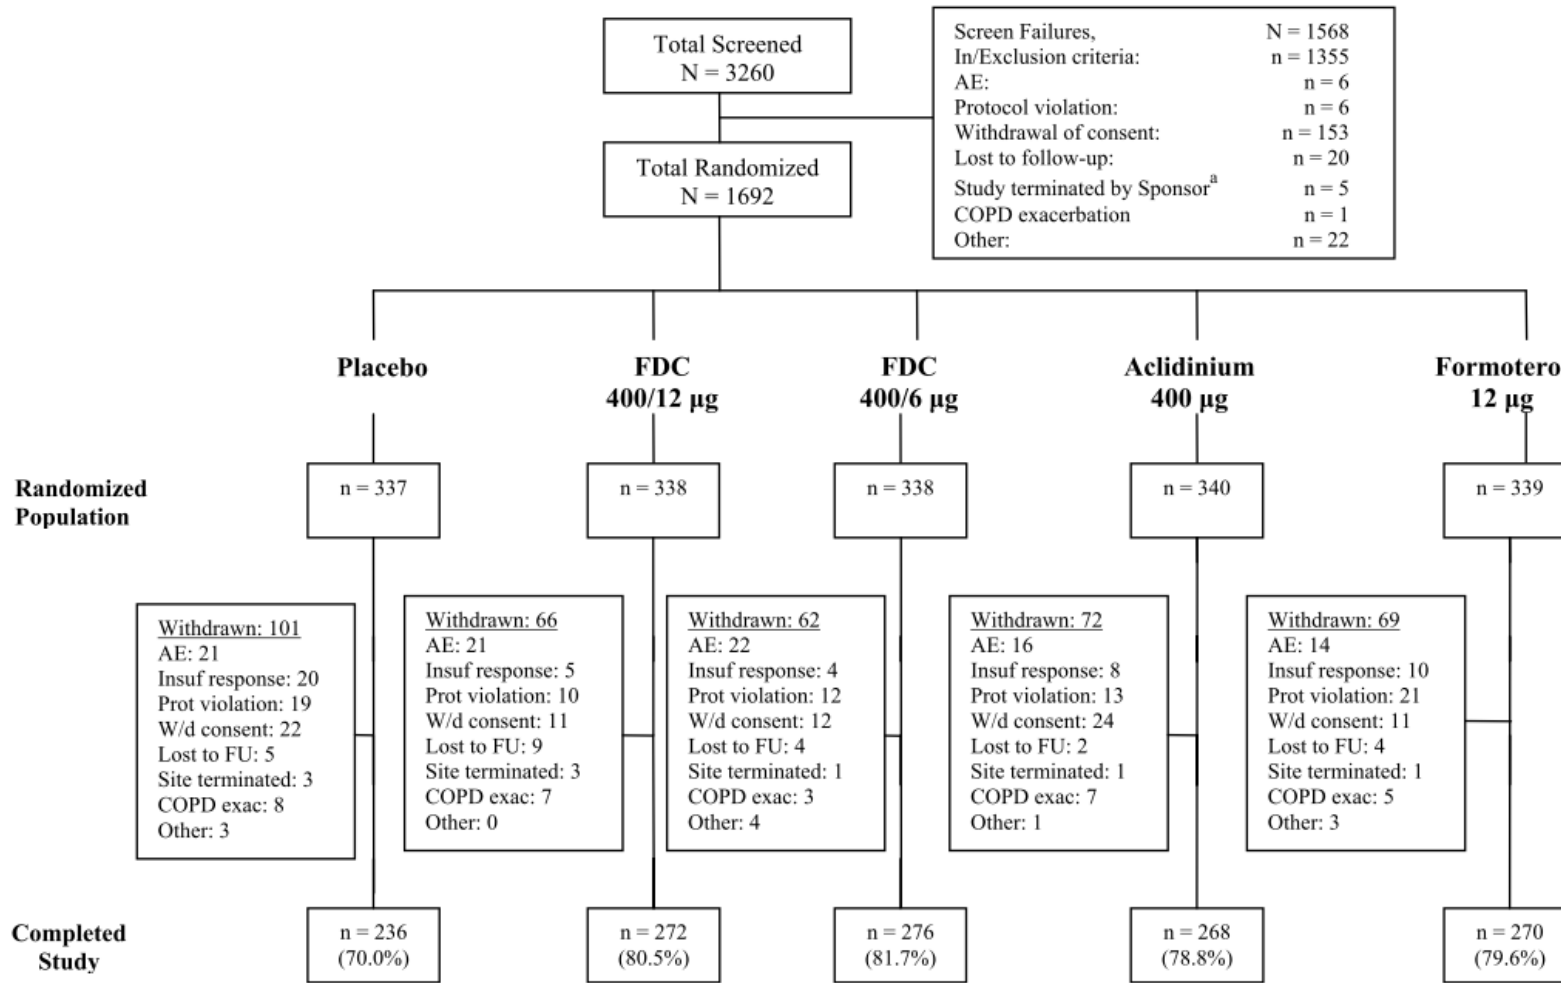 Total Screened
N = 3260
Screen Failures, N = 1568
In/Exclusion criteria: n = 1355
AE: n = 6
Protocol violation: n = 6
Withdrawal of consent: n = 153
Lost to follow-up: n = 20
Study terminated by Sponsor^a n = 5
COPD exacerbation n = 1
Other: n = 22
Total Randomized
N = 1692
Placebo
FDC
400/12 µg
FDC
400/6 µg
Aclidinium
400 µg
Formotero
12 µg
Randomized
Population
n = 337
n = 338
n = 338
n = 340
n = 339
Withdrawn: 101
AE: 21
Insuf response: 20
Prot violation: 19
W/d consent: 22
Lost to FU: 5
Site terminated: 3
COPD exac: 8
Other: 3
Withdrawn: 66
AE: 21
Insuf response: 5
Prot violation: 10
W/d consent: 11
Lost to FU: 9
Site terminated: 3
COPD exac: 7
Other: 0
Withdrawn: 62
AE: 22
Insuf response: 4
Prot violation: 12
W/d consent: 12
Lost to FU: 4
Site terminated: 1
COPD exac: 3
Other: 4
Withdrawn: 72
AE: 16
Insuf response: 8
Prot violation: 13
W/d consent: 24
Lost to FU: 2
Site terminated: 1
COPD exac: 7
Other: 1
Withdrawn: 69
AE: 14
Insuf response: 10
Prot violation: 21
W/d consent: 11
Lost to FU: 4
Site terminated: 1
COPD exac: 5
Other: 3
Completed
Study
n = 236
(70.0%)
n = 272
(80.5%)
n = 276
(81.7%)
n = 268
(78.8%)
n = 270
(79.6%)